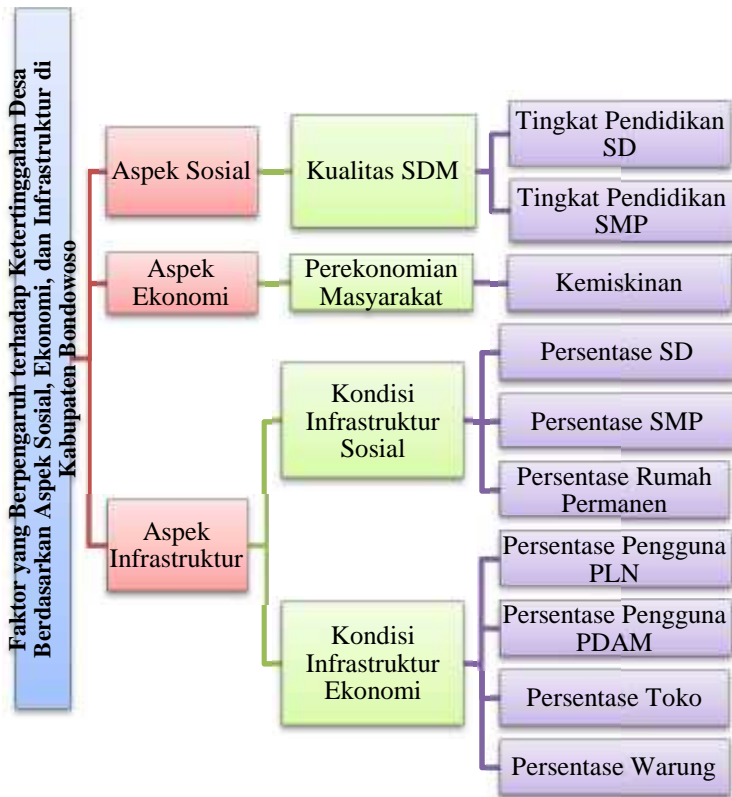 Faktor yang Berpengaruh terhadap Ketertinggalan Desa
Berdasarkan Aspek Sosial, Ekonomi, dan Infrastruktur di
Kabupaten Bondowoso
Aspek Sosial
Kualitas SDM
Tingkat Pendidikan
SD
Tingkat Pendidikan
SMP
Aspek
Ekonomi
Perekonomian
Masyarakat
Kemiskinan
Aspek
Infrastruktur
Kondisi
Infrastruktur
Sosial
Persentase SD
Persentase SMP
Persentase Rumah
Permanen
Kondisi
Infrastruktur
Ekonomi
Persentase Pengguna
PLN
Persentase Pengguna
PDAM
Persentase Toko
Persentase Warung